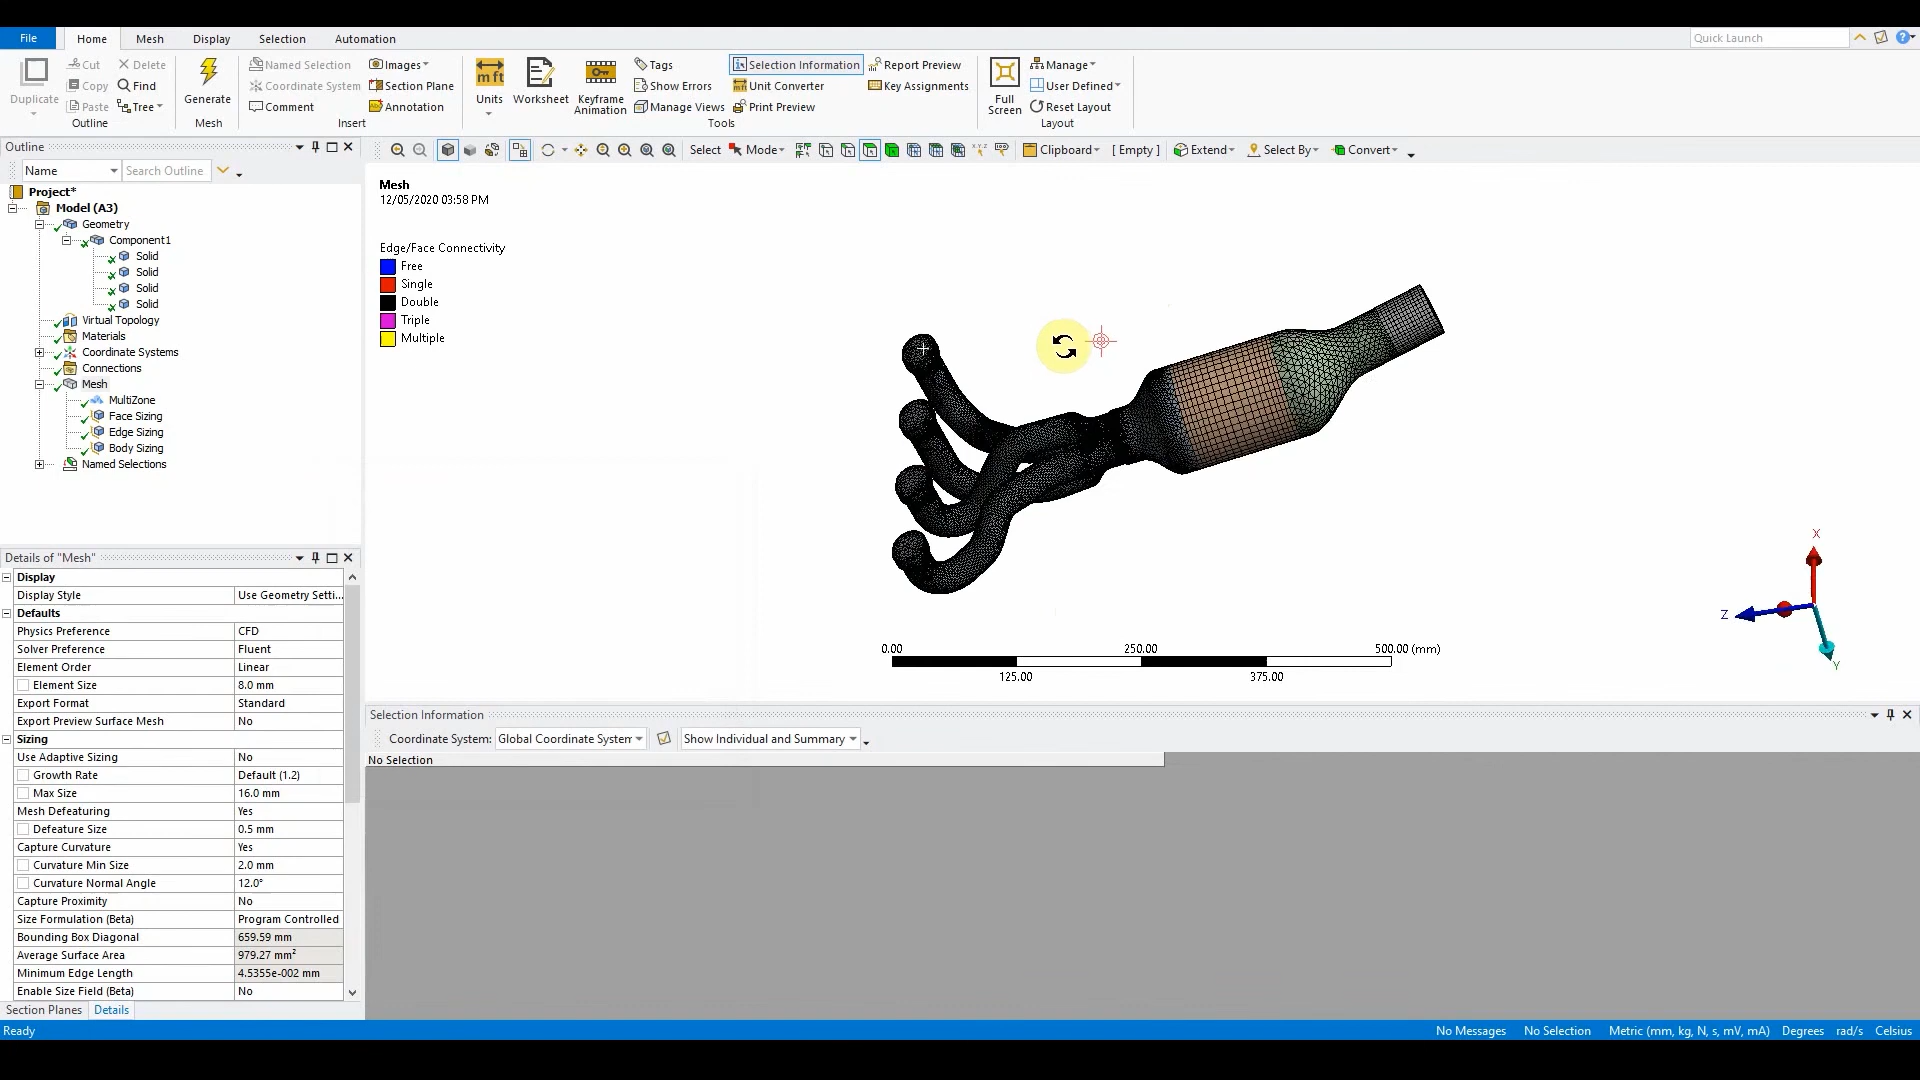 File
Home
Mesh
Display
Selection
Automation
Quick Launch
Duplicate
Cut
Copy
Paste
Delete
Find
Tree
Outline
Generate
Mesh
Named Selection
Coordinate System
Comment
Images
Section Plane
Annotation
Insert
mft
Units
Worksheet
Keyframe
Animation
Tags
Show Errors
Manage Views
Selection Information
Unit Converter
Print Preview
Report Preview
Key Assignments
Tools
Full
Screen
Manage
User Defined
Reset Layout
Layout
Outline
Name
Search Outline
Select
Mode
Clipboard
[ Empty ]
Extend
Select By
Convert
Project*
Model (A3)
Geometry
Component1
Solid
Solid
Solid
Solid
Virtual Topology
Materials
Coordinate Systems
Connections
Mesh
MultiZone
Face Sizing
Edge Sizing
Body Sizing
Named Selections
Mesh
12/05/2020 03:58 PM
Edge/Face Connectivity
Free
Single
Double
Triple
Multiple
X
Z
Y
0.00
250.00
500.00 (mm)
125.00
375.00
Details of "Mesh"
Display
Display Style Use Geometry Setti...
Defaults
Physics Preference CFD
Solver Preference Fluent
Element Order Linear
Element Size 8.0 mm
Export Format Standard
Export Preview Surface Mesh No
Sizing
Use Adaptive Sizing No
Growth Rate Default (1.2)
Max Size 16.0 mm
Mesh Defeaturing Yes
Defeature Size 0.5 mm
Capture Curvature Yes
Curvature Min Size 2.0 mm
Curvature Normal Angle 12.0°
Capture Proximity No
Size Formulation (Beta) Program Controlled
Bounding Box Diagonal 659.59 mm
Average Surface Area 979.27 mm²
Minimum Edge Length 4.5355e-002 mm
Enable Size Field (Beta) No
Section Planes
Details
Selection Information
Coordinate System: Global Coordinate System
Show Individual and Summary
No Selection
Ready
No Messages
No Selection
Metric (mm, kg, N, s, mV, mA)
Degrees
rad/s
Celsius